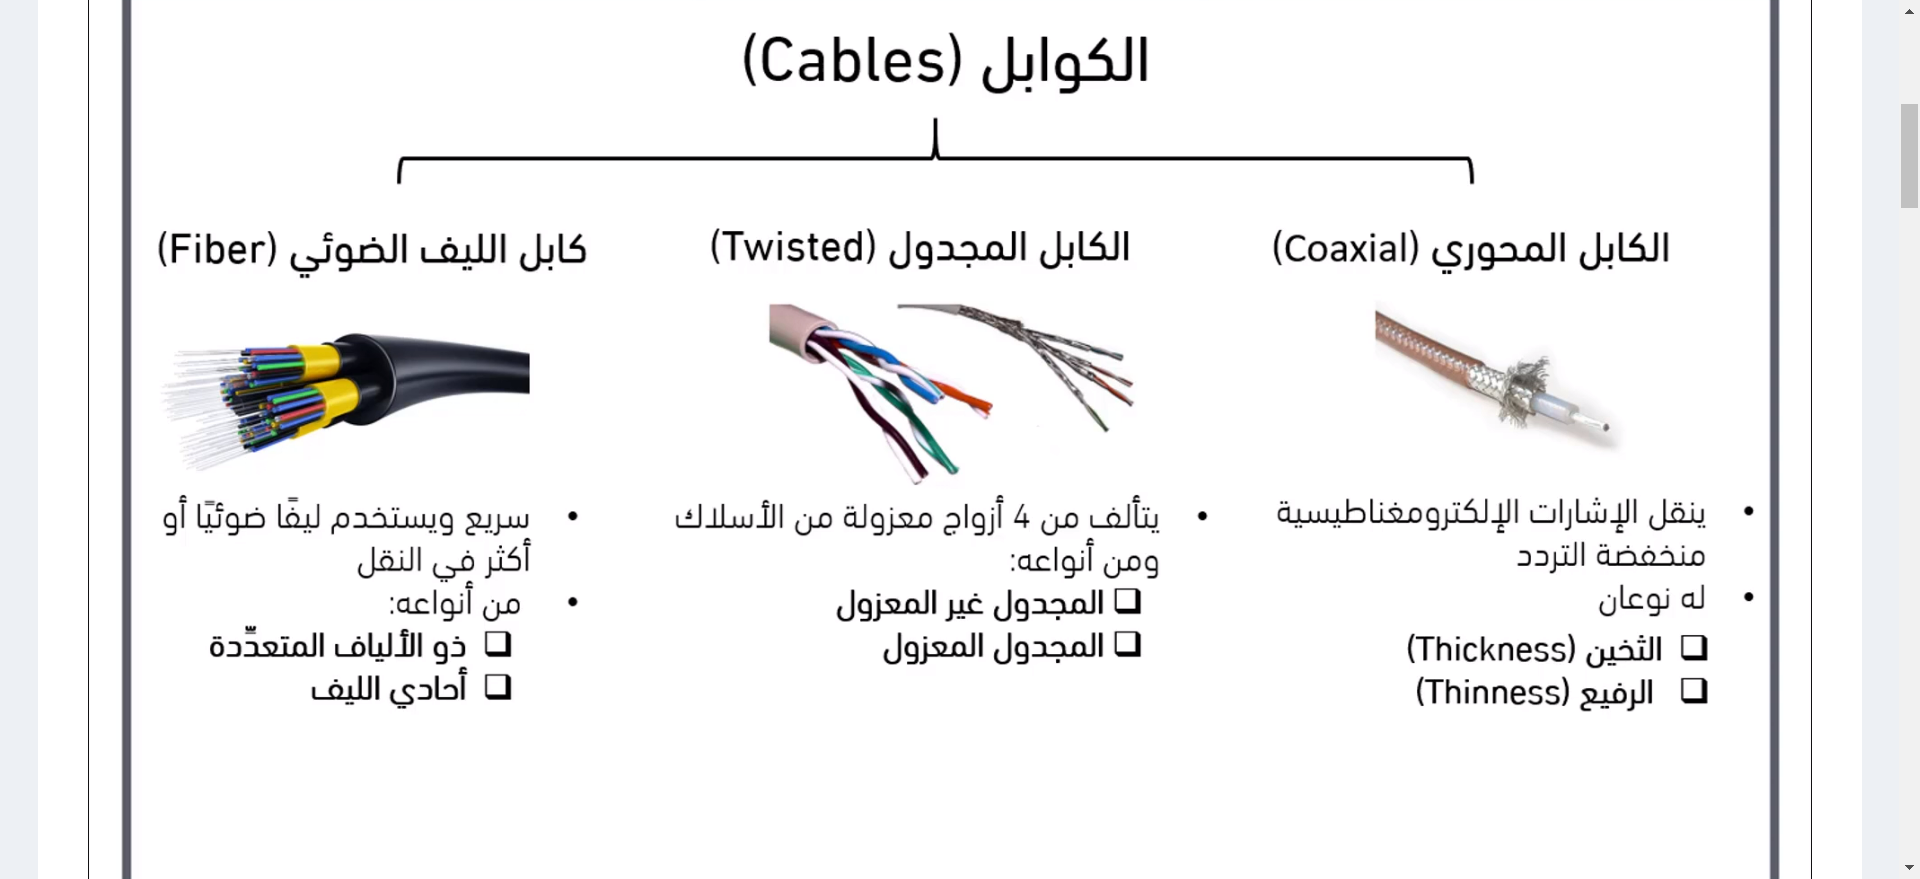 الكوابل (Cables)
الكابل المحوري (Coaxial)
• ينقل الإشارات الإلكترومغناطيسية
منخفضة التردد
• له نوعان
❑ الثخين (Thickness)
❑ الرفيع (Thinness)
الكابل المجدول (Twisted)
• يتألف من 4 أزواج معزولة من الأسلاك
ومن أنواعه:
❑ المجدول غير المعزول
❑ المجدول المعزول
كابل الليف الضوئي (Fiber)
• سريع ويستخدم ليفًا ضوئيًا أو
أكثر في النقل
• من أنواعه:
❑ ذو الألياف المتعدّدة
❑ أحادي الليف